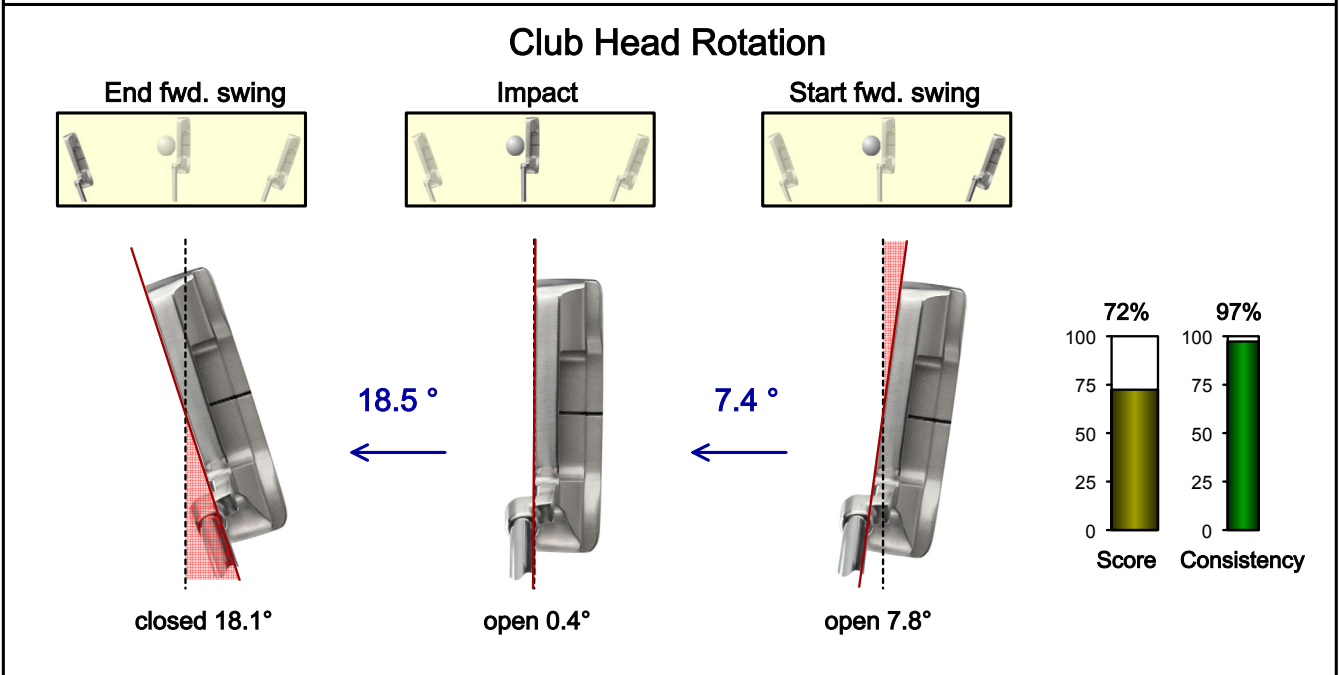 Club Head Rotation
End fwd. swing
Impact
Start fwd. swing
18.5 °
7.4 °
closed 18.1°
open 0.4°
open 7.8°
72%
97%
100
75
50
25
0
100
75
50
25
0
Score
Consistency